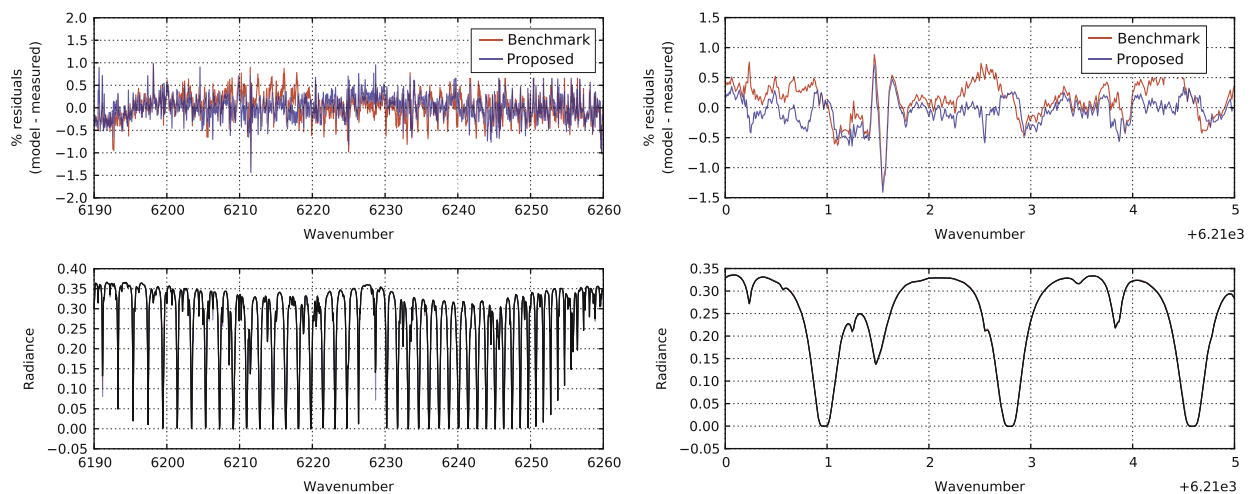 2.0
1.5
1.0
0.5
0.0
−0.5
−1.0
−1.5
−2.0
% residuals
(model - measured)
Benchmark
Proposed
6190 6200 6210 6220 6230 6240 6250 6260
Wavenumber
1.5
1.0
0.5
0.0
−0.5
−1.0
−1.5
% residuals
(model - measured)
Benchmark
Proposed
0 1 2 3 4 5
Wavenumber
+6.21e3
0.40
0.35
0.30
0.25
0.20
0.15
0.10
0.05
0.00
−0.05
Radiance
6190 6200 6210 6220 6230 6240 6250 6260
Wavenumber
0.35
0.30
0.25
0.20
0.15
0.10
0.05
0.00
−0.05
Radiance
0 1 2 3 4 5
Wavenumber
+6.21e3